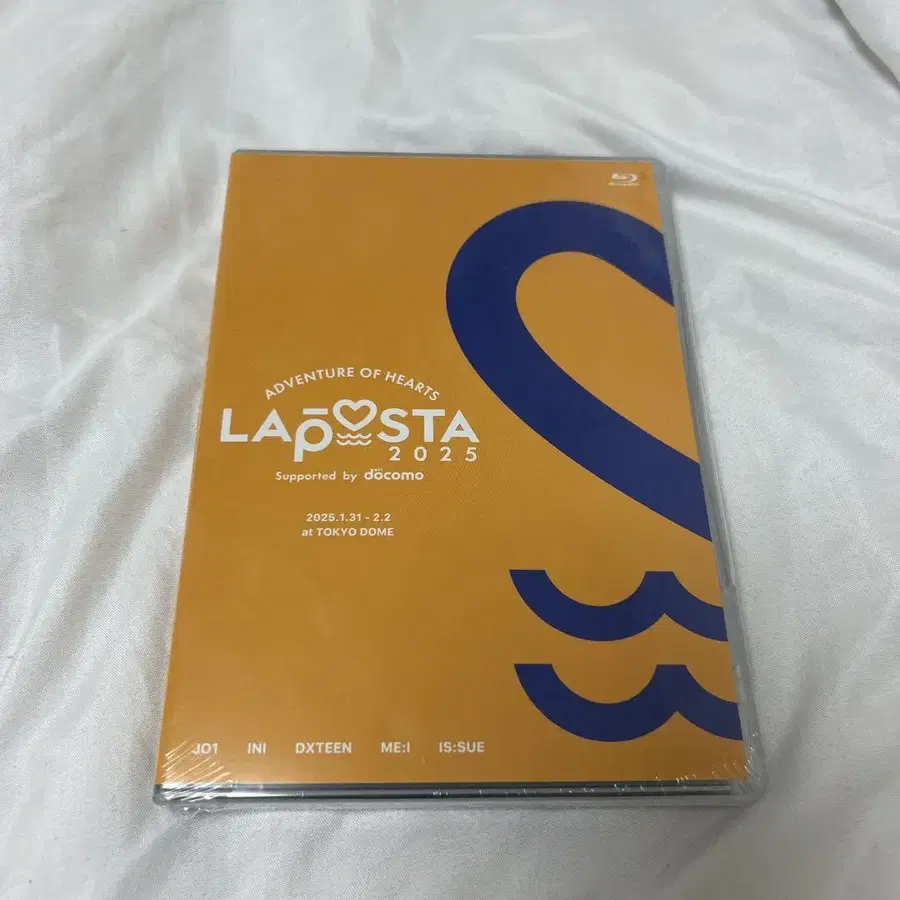 ADVENTURE OF HEARTS
LAPOSTA
2025
Supported by docomo
2025.1.31 - 2.2
at TOKYO DOME
JO1 INI DXTEEN ME:I IS:SUE